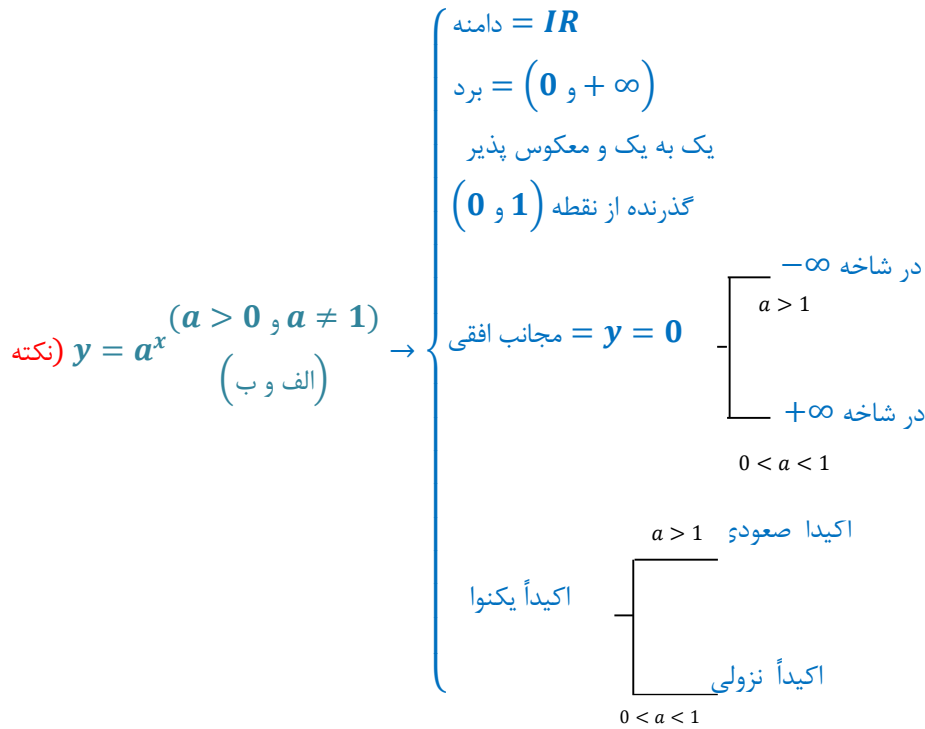 دامنه = IR
برد = (0 و +∞)
یک به یک و معکوس پذیر
گذرنده از نقطه (0 و 1)
در شاخه −∞
a > 1
مجانب افقی = y = 0
نکته) y = a^x (a > 0 و a ≠ 1) →
(الف و ب)
در شاخه +∞
0 < a < 1
a > 1 اکیدا صعودی
اکیداً یکنوا
اکیداً نزولی
0 < a < 1